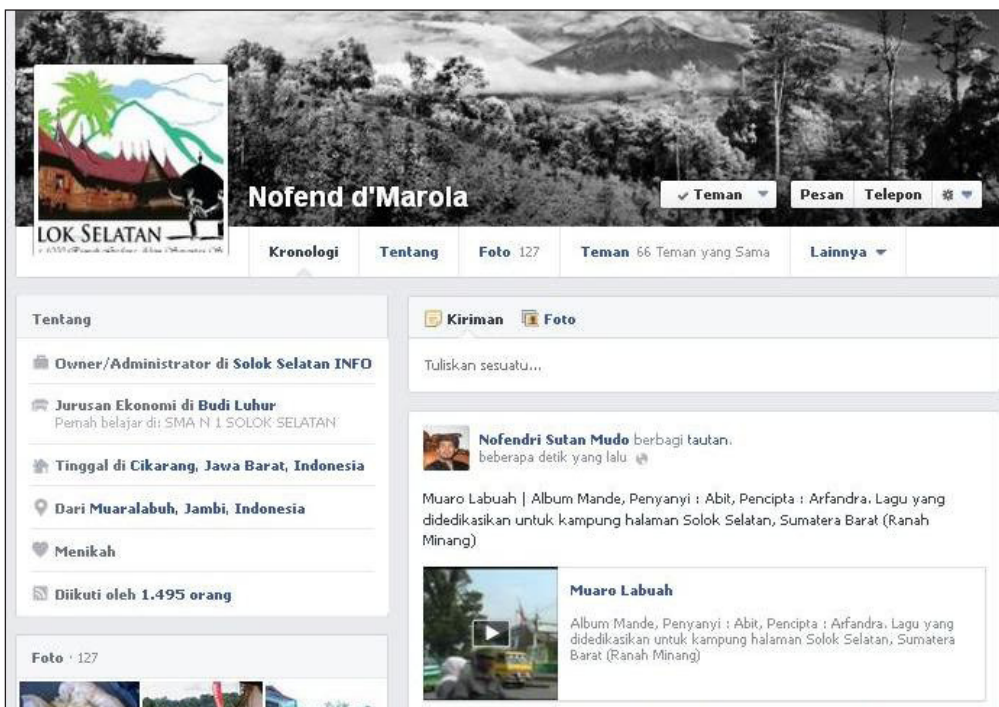 LOK SELATAN
Nofend d'Marola
Teman
Pesan
Telepon
Kronologi
Tentang
Foto 127
Teman 66 Teman yang Sama
Lainnya
Tentang
Owner/Administrator di Solok Selatan INFO
Jurusan Ekonomi di Budi Luhur
Pernah belajar di: SMA N 1 SOLOK SELATAN
Tinggal di Cikarang, Jawa Barat, Indonesia
Dari Muaralabuh, Jambi, Indonesia
Menikah
Diikuti oleh 1.495 orang
Foto · 127
Kiriman
Foto
Tuliskan sesuatu...
Nofendri Sutan Mudo berbagi tautan.
beberapa detik yang lalu
Muaro Labuah | Album Mande, Penyanyi : Abit, Pencipta : Arfandra. Lagu yang
didedikasikan untuk kampung halaman Solok Selatan, Sumatera Barat (Ranah
Minang)
Muaro Labuah
Album Mande, Penyanyi : Abit, Pencipta : Arfandra. Lagu yang
didedikasikan untuk kampung halaman Solok Selatan, Sumatera
Barat (Ranah Minang)